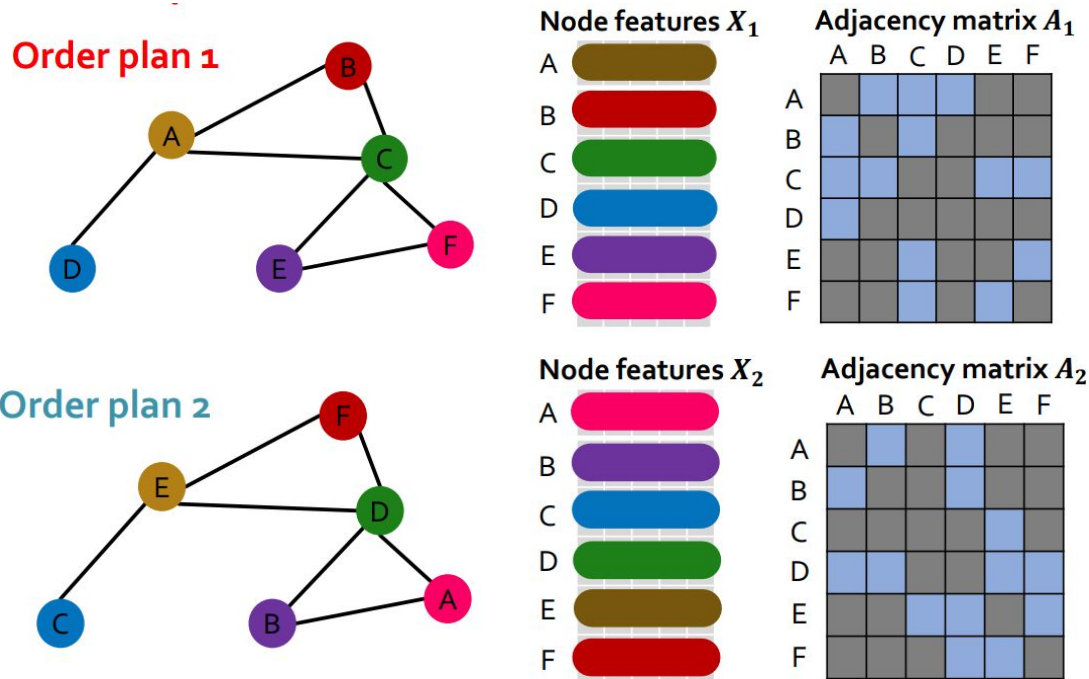 Order plan 1
B
A
C
F
D
E
Node features X₁
A
B
C
D
E
F
Adjacency matrix A₁
A B C D E F
A
B
C
D
E
F
Order plan 2
F
E
D
A
C
B
Node features X₂
A
B
C
D
E
F
Adjacency matrix A₂
A B C D E F
A
B
C
D
E
F